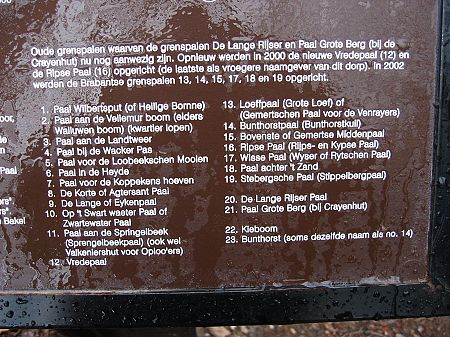 Oude grenspalen waarvan de grenspalen De Lange Rijser en Paal Grote Berg (bij de
Crayenhut) nu nog aanwezig zijn. Opnieuw werden in 2000 de nieuwe Vredepaal (12) en
de Ripse Paal (16) opgericht (de laatste als vroegere naamgever van dit dorp). In 2002
werden de Brabantse grenspalen 13, 14, 15, 17, 18 en 19 opgericht.
1. Paal Wilbertsput (of Heilige Bornne)
2. Paal aan de Vellemur boom (elders
Walluwen boom) (kwartier lopen)
3. Paal aan de Landtweer
4. Paal bij de Wacker Pas
5. Paal voor de Loobeekschen Moolen
6. Paal in de Heyde
7. Paal voor de Koppekens hoeven
8. De Korte of Agtersant Paal
9. De Lange of Eykenpaal
10. Op 't Swart waeter Paal of
Zwartewater Paal
11. Paal aan de Springelbeek
(Sprengelbeekpaal) (ook wel
Valkeniershut voor Oploo'ers)
12. Vredepaal
13. Loeffpaal (Grote Loef) of
(Gemertschen Paal voor de Venrayers)
14. Bunthorstpaal (Bunthorstkuil)
15. Bovenste of Gemertse Middenpaal
16. Ripse Paal (Rijps- en Kypse Paal)
17. Wisse Paal (Wyser of Rytschen Paal)
18. Paal achter 't Zand
19. Stebergsche Paal (Stippelbergpaal)
20. De Lange Rijser Paal
21. Paal Grote Berg (bij Crayenhut)
22. Kieboom
23. Bunthorst (soms dezelfde naam als no. 14)
a Bakel